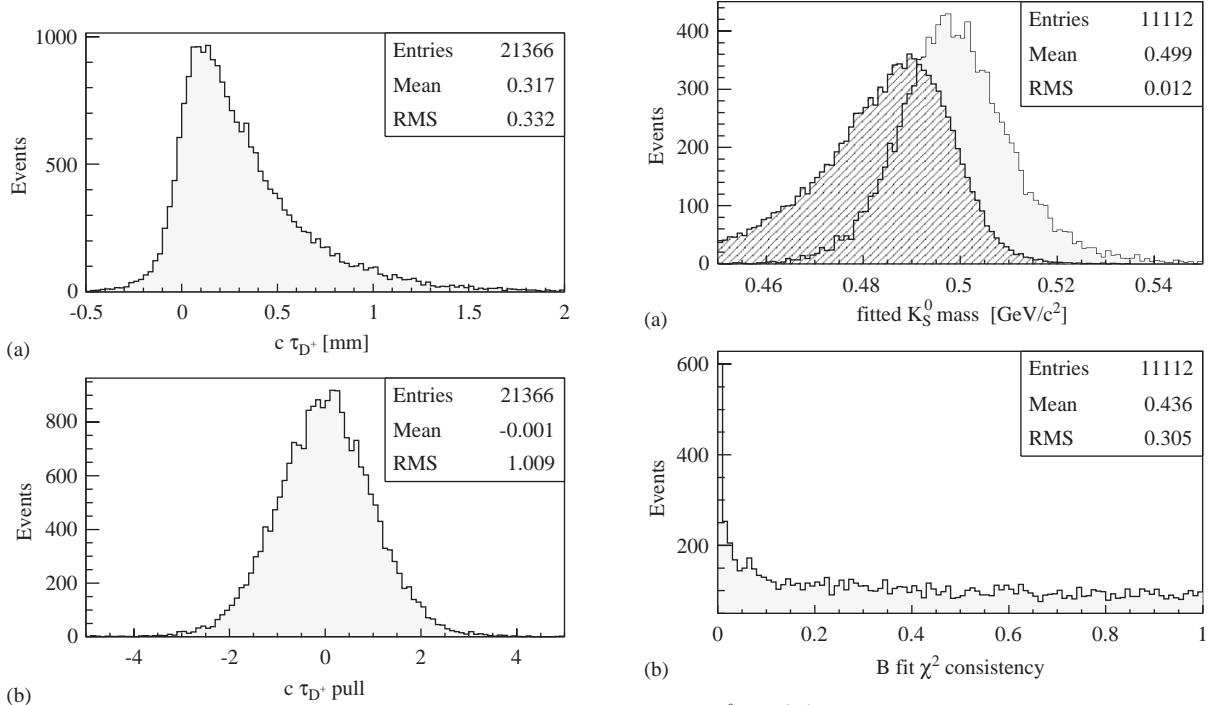 1000
500
0
Events
Entries 21366
Mean 0.317
RMS 0.332
-0.5 0 0.5 1 1.5 2
(a)
c τ_D+ [mm]
800
600
400
200
0
Events
Entries 21366
Mean -0.001
RMS 1.009
-4 -2 0 2 4
(b)
c τ_D+ pull
400
300
200
100
0
Events
Entries 11112
Mean 0.499
RMS 0.012
0.46 0.48 0.5 0.52 0.54
(a)
fitted K_S^0 mass [GeV/c²]
600
400
200
Events
Entries 11112
Mean 0.436
RMS 0.305
0 0.2 0.4 0.6 0.8 1
(b)
B fit χ² consistency